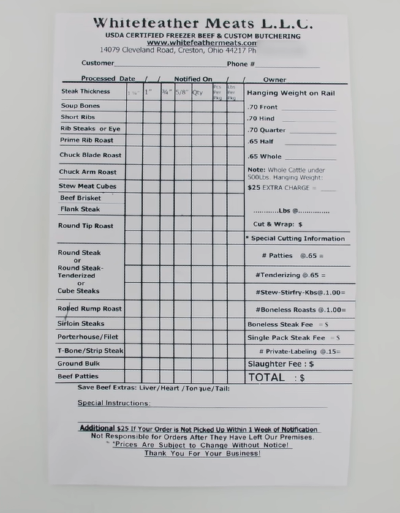 Whitefeather Meats L.L.C.
USDA CERTIFIED FREEZER BEEF & CUSTOM BUTCHERING
www.whitefeathermeats.com
14079 Cleveland Road, Creston, Ohio 44217 Ph
Customer Phone #
Processed Date / / Notified On / / Owner
Steak Thickness 1" ¾" 5/8" Qty Pcs Per Pkg Lbs Per Pkg Hanging Weight on Rail
Soup Bones .70 Front
Short Ribs .70 Hind
Rib Steaks or Eye .70 Quarter
Prime Rib Roast .65 Half
Chuck Blade Roast .65 Whole
Chuck Arm Roast Note: Whole Cattle under
500Lbs. Hanging Weight:
Stew Meat Cubes $25 EXTRA CHARGE =
Beef Brisket
Flank Steak ............Lbs @...............
Round Tip Roast Cut & Wrap: $
* Special Cutting Information
Round Steak # Patties @.65 =
or
Round Steak- #Tenderizing @.65 =
Tenderized
or
Cube Steaks #Stew-Stirfry-Kbs@.1.00=
Rolled Rump Roast #Boneless Roasts @.1.00=
Sirloin Steaks Boneless Steak Fee = $
Porterhouse/Filet Single Pack Steak Fee = $
T-Bone/Strip Steak # Private-Labeling @.15=
Ground Bulk Slaughter Fee : $
Beef Patties TOTAL : $
Save Beef Extras: Liver/Heart /Tongue/Tail:
Special Instructions:
Additional $25 If Your Order is Not Picked Up Within 1 Week of Notification
Not Responsible for Orders After They Have Left Our Premises.
* *Prices Are Subject to Change Without Notice!
Thank You For Your Business!